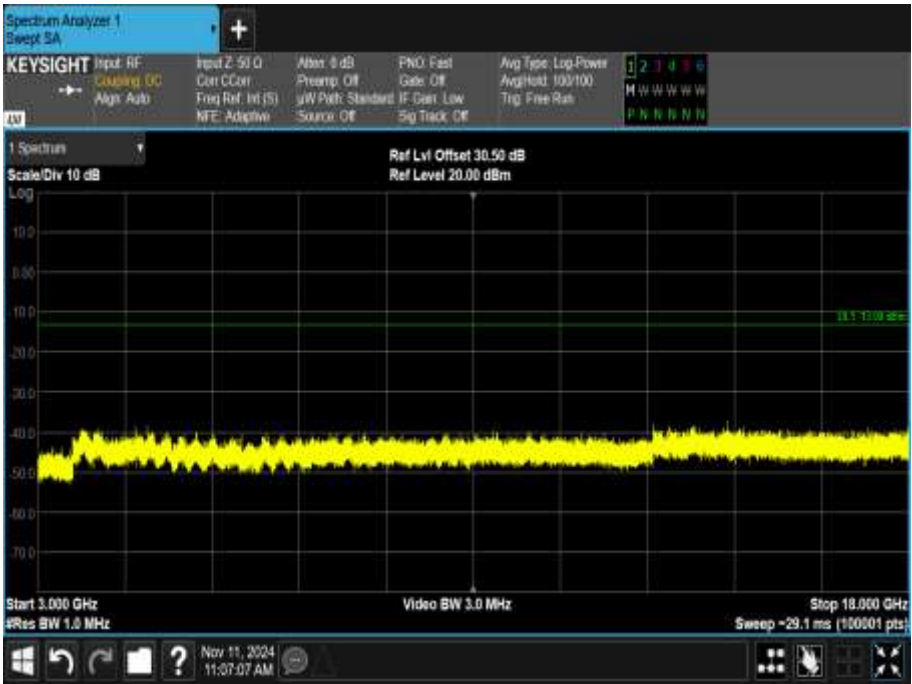 Spectrum Analyzer 1
Swept SA
+
KEYSIGHT
Input: RF
Coupling: DC
Align: Auto
Input Z: 50 Ω
Corr CCorr
Freq Ref: Int (S)
NFE: Adaptive
Atten: 0 dB
Preamp: Off
µW Path: Standard
Source: Off
PNO: Fast
Gate: Off
IF Gain: Low
Sig Track: Off
Avg Type: Log-Power
Avg|Hold: 100/100
Trig: Free Run
1 2 3 4 5 6
M W W W W W
P N N N N N
LXI
1 Spectrum
Scale/Div 10 dB
Ref Lvl Offset 30.50 dB
Ref Level 20.00 dBm
Log
10.0
0.00
-10.0
DL1 -13.00 dBm
-20.0
-30.0
-40.0
-50.0
-60.0
-70.0
Start 3.000 GHz
Video BW 3.0 MHz
Stop 18.000 GHz
#Res BW 1.0 MHz
Sweep ~29.1 ms (100001 pts)
?
Nov 11, 2024
11:07:07 AM